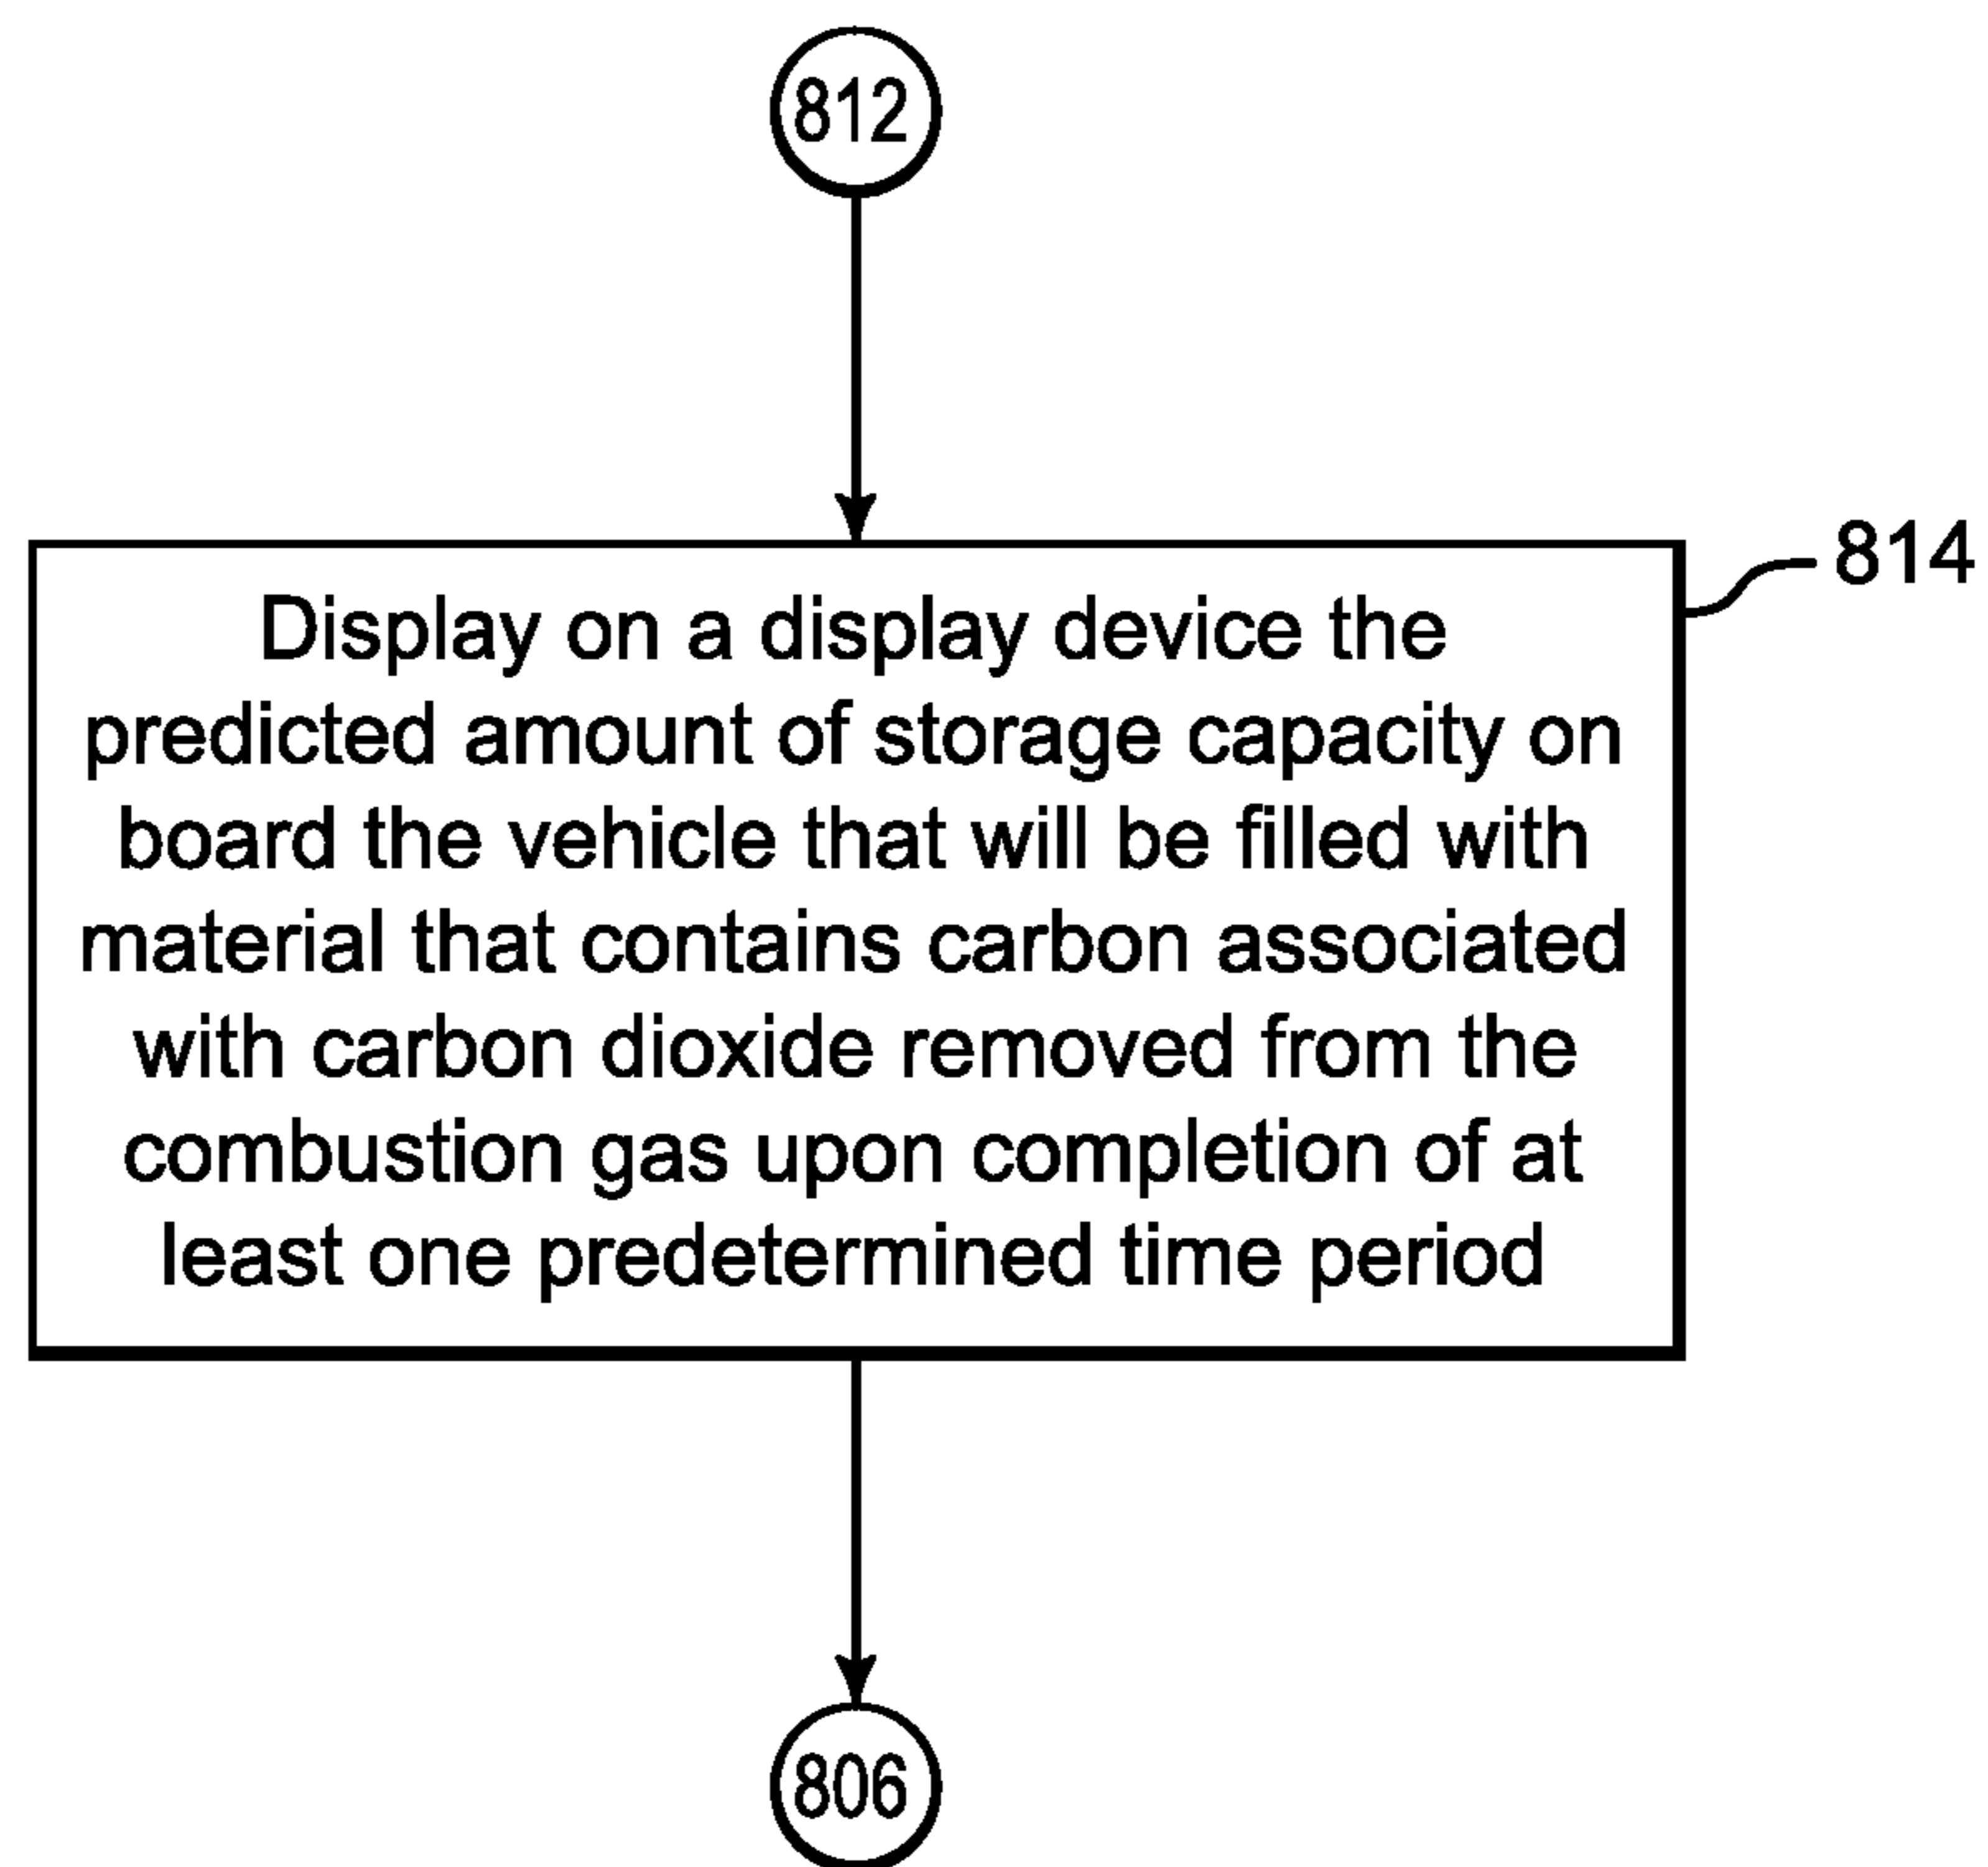 812
814
Display on a display device the
predicted amount of storage capacity on
board the vehicle that will be filled with
material that contains carbon associated
with carbon dioxide removed from the
combustion gas upon completion of at
least one predetermined time period
806